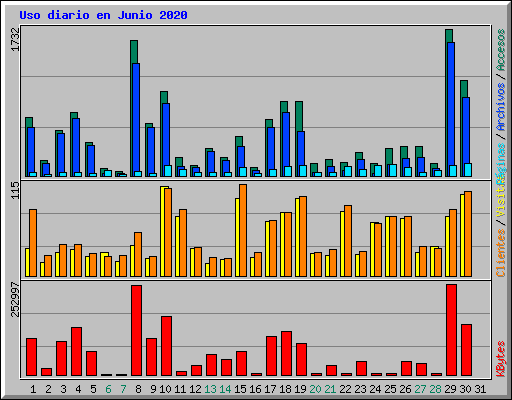 Uso diario en Junio 2020
1732
115
252997
Accesos
/
Archivos
/
Páginas
Visitas
/
Clientes
KBytes
1 2 3 4 5 6 7 8 9 10 11 12 13 14 15 16 17 18 19 20 21 22 23 24 25 26 27 28 29 30 31